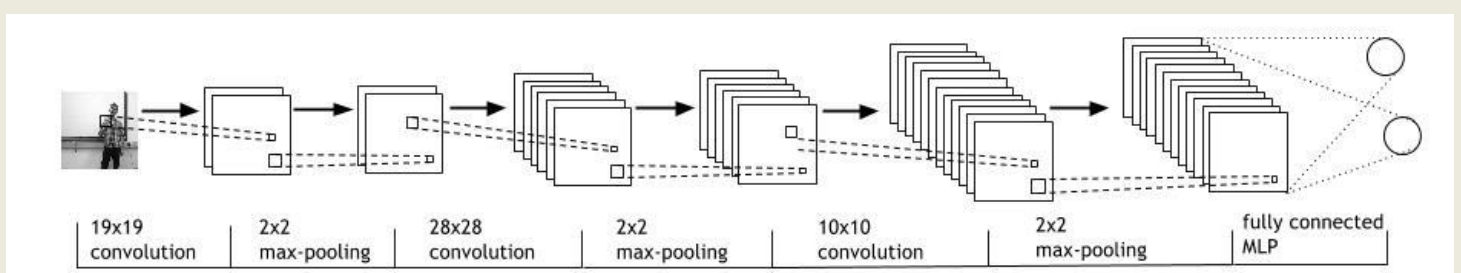 19x19
convolution
2x2
max-pooling
28x28
convolution
2x2
max-pooling
10x10
convolution
2x2
max-pooling
fully connected
MLP